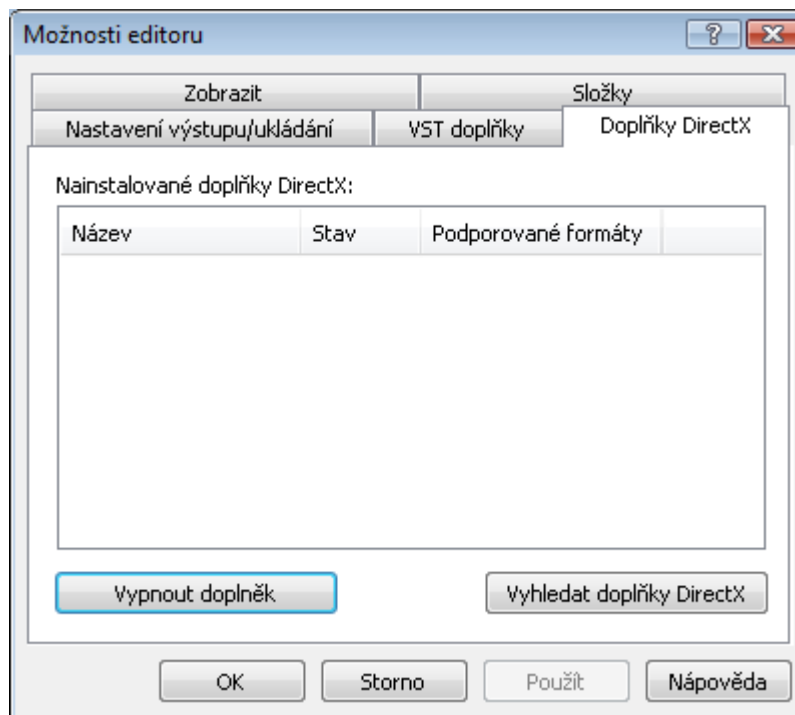 Možnosti editoru
Zobrazit Složky
Nastavení výstupu/ukládání VST doplňky Doplňky DirectX
Nainstalované doplňky DirectX:
Název Stav Podporované formáty
Vypnout doplněk Vyhledat doplňky DirectX
OK Storno Použít Nápověda